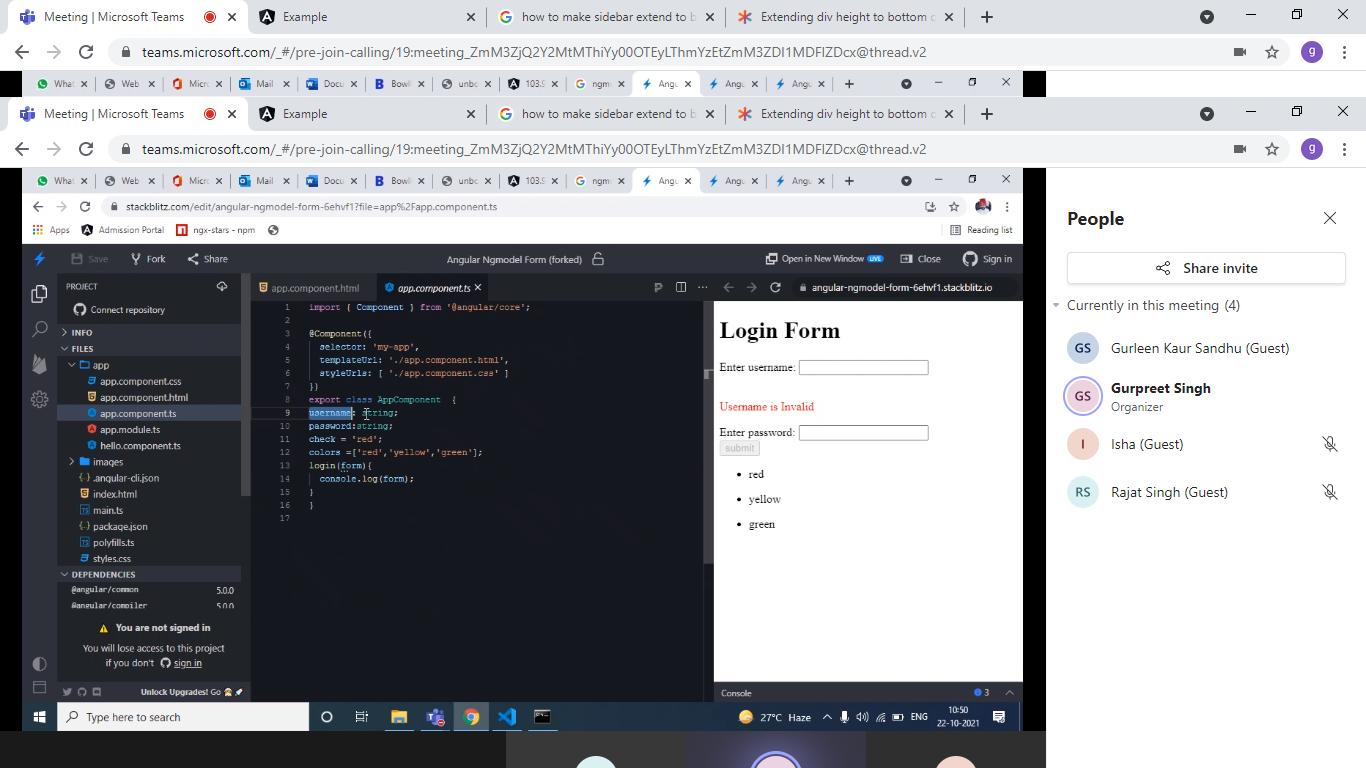 Meeting | Microsoft Teams
Example
how to make sidebar extend to b
Extending div height to bottom o
teams.microsoft.com/_#/pre-join-calling/19:meeting_ZmM3ZjQ2Y2MtMThiYy00OTEyLThmYzEtZmM3ZDI1MDFlZDcx@thread.v2
g
What
Web
Micro
Mail
Docu
Bowl
unbo
103.9
ngm
Angu
Angu
Angu
Meeting | Microsoft Teams
Example
how to make sidebar extend to b
Extending div height to bottom o
teams.microsoft.com/_#/pre-join-calling/19:meeting_ZmM3ZjQ2Y2MtMThiYy00OTEyLThmYzEtZmM3ZDI1MDFlZDcx@thread.v2
g
What
Web
Micro
Mail
Docu
Bowl
unbo
103.9
ngm
Angu
Angu
Angu
stackblitz.com/edit/angular-ngmodel-form-6ehvf1?file=app%2Fapp.component.ts
Apps
Admission Portal
ngx-stars - npm
Reading list
Save
Fork
Share
Angular Ngmodel Form (forked)
Open in New Window LIVE
Close
Sign in
PROJECT
Connect repository
INFO
FILES
app
app.component.css
app.component.html
app.component.ts
app.module.ts
hello.component.ts
images
.angular-cli.json
index.html
main.ts
package.json
polyfills.ts
styles.css
DEPENDENCIES
@angular/common 5.0.0
@angular/compiler 5.0.0
You are not signed in
You will lose access to this project
if you don't sign in
Unlock Upgrades! Go
app.component.html
app.component.ts
1 import { Component } from '@angular/core';
2
3 @Component({
4 selector: 'my-app',
5 templateUrl: './app.component.html',
6 styleUrls: [ './app.component.css' ]
7 })
8 export class AppComponent {
9 username: string;
10 password:string;
11 check = 'red';
12 colors =['red','yellow','green'];
13 login(form){
14 console.log(form);
15 }
16 }
17
angular-ngmodel-form-6ehvf1.stackblitz.io
Login Form
Enter username:
Username is Invalid
Enter password:
submit
red
yellow
green
Console
3
Type here to search
27°C Haze
ENG
10:50
22-10-2021
People
Share invite
Currently in this meeting (4)
GS
Gurleen Kaur Sandhu (Guest)
GS
Gurpreet Singh
Organizer
I
Isha (Guest)
RS
Rajat Singh (Guest)